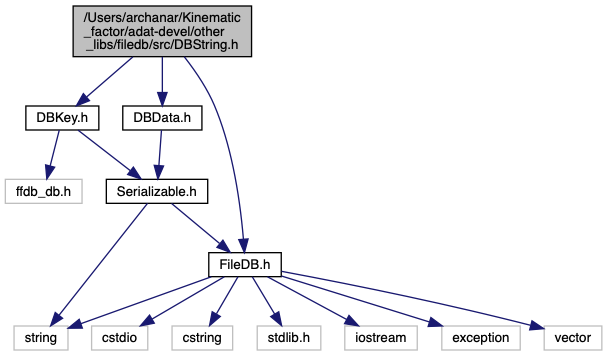 /Users/archanar/Kinematic
_factor/adat-devel/other
_libs/filedb/src/DBString.h
DBKey.h
DBData.h
ffdb_db.h
Serializable.h
FileDB.h
string
cstdio
cstring
stdlib.h
iostream
exception
vector